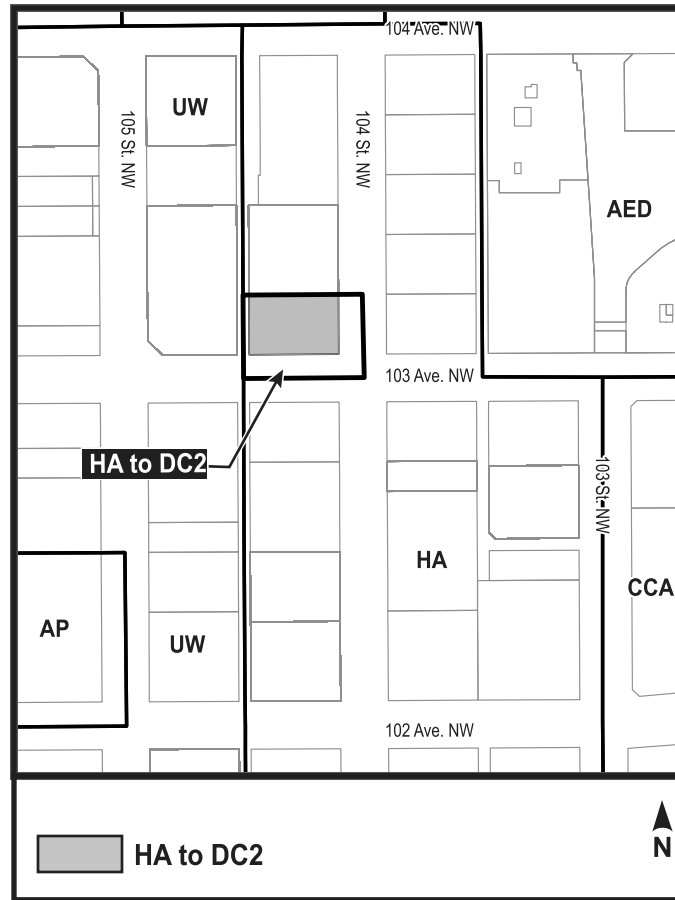 104 Ave. NW
UW
105 St. NW
104 St. NW
AED
103 Ave. NW
HA to DC2
103 St. NW
HA
CCA
AP
UW
102 Ave. NW
HA to DC2
N